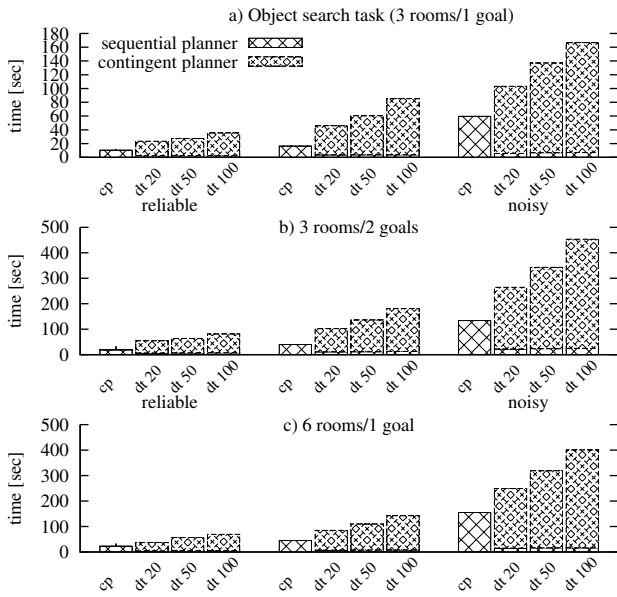 a) Object search task (3 rooms/1 goal)
180
160
140
120
100
80
60
40
20
0
time [sec]
sequential planner
contingent planner
cp dt 20 dt 50 dt 100 cp dt 20 dt 50 dt 100 cp dt 20 dt 50 dt 100
reliable noisy
b) 3 rooms/2 goals
500
400
300
200
100
0
time [sec]
cp dt 20 dt 50 dt 100 cp dt 20 dt 50 dt 100 cp dt 20 dt 50 dt 100
reliable noisy
c) 6 rooms/1 goal
500
400
300
200
100
0
time [sec]
cp dt 20 dt 50 dt 100 cp dt 20 dt 50 dt 100 cp dt 20 dt 50 dt 100